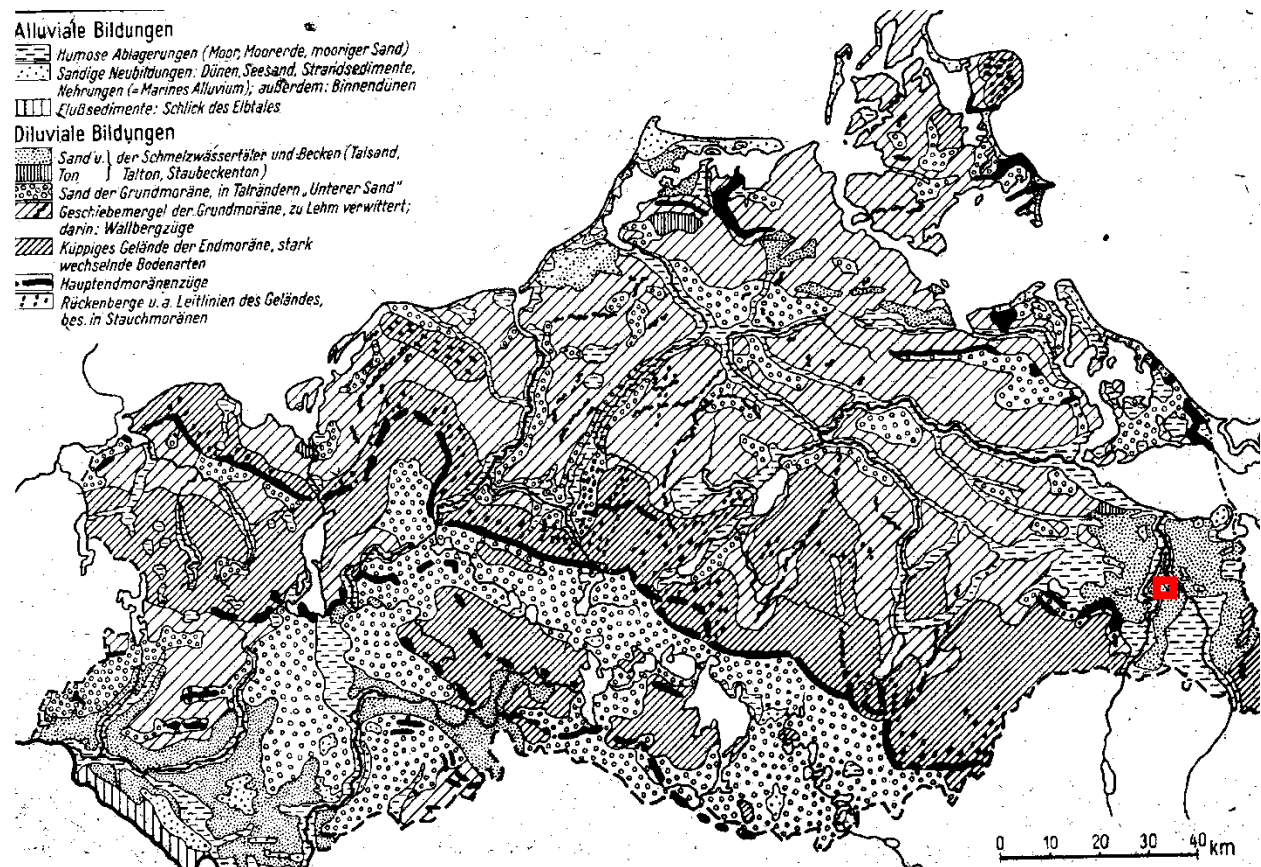 Alluviale Bildungen
Humose Ablagerungen (Moor, Moorerde, mooriger Sand)
Sandige Neubildungen: Dünen, Seesand, Strandsedimente,
Nehrungen (=Marines Alluvium); außerdem: Binnendünen
Flußsedimente: Schlick des Elbtales
Diluviale Bildungen
Sand u. } der Schmelzwässertäler und Becken (Talsand,
Ton } Talton, Staubeckenton)
Sand der Grundmoräne, in Talrändern „Unterer Sand"
Geschiebemergel der Grundmoräne, zu Lehm verwittert;
darin: Wallbergzüge
Kuppiges Gelände der Endmoräne, stark
wechselnde Bodenarten
Hauptendmoränenzüge
Rückenberge u. a. Leitlinien des Geländes,
bes. in Stauchmoränen
0 10 20 30 40 km